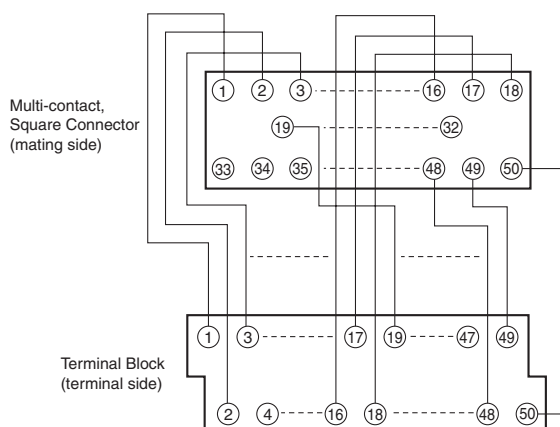 1 2 3 16 17 18
Multi-contact,
Square Connector
(mating side)
19 32
33 34 35 48 49 50
1 3 17 19 47 49
Terminal Block
(terminal side)
2 4 16 18 48 50